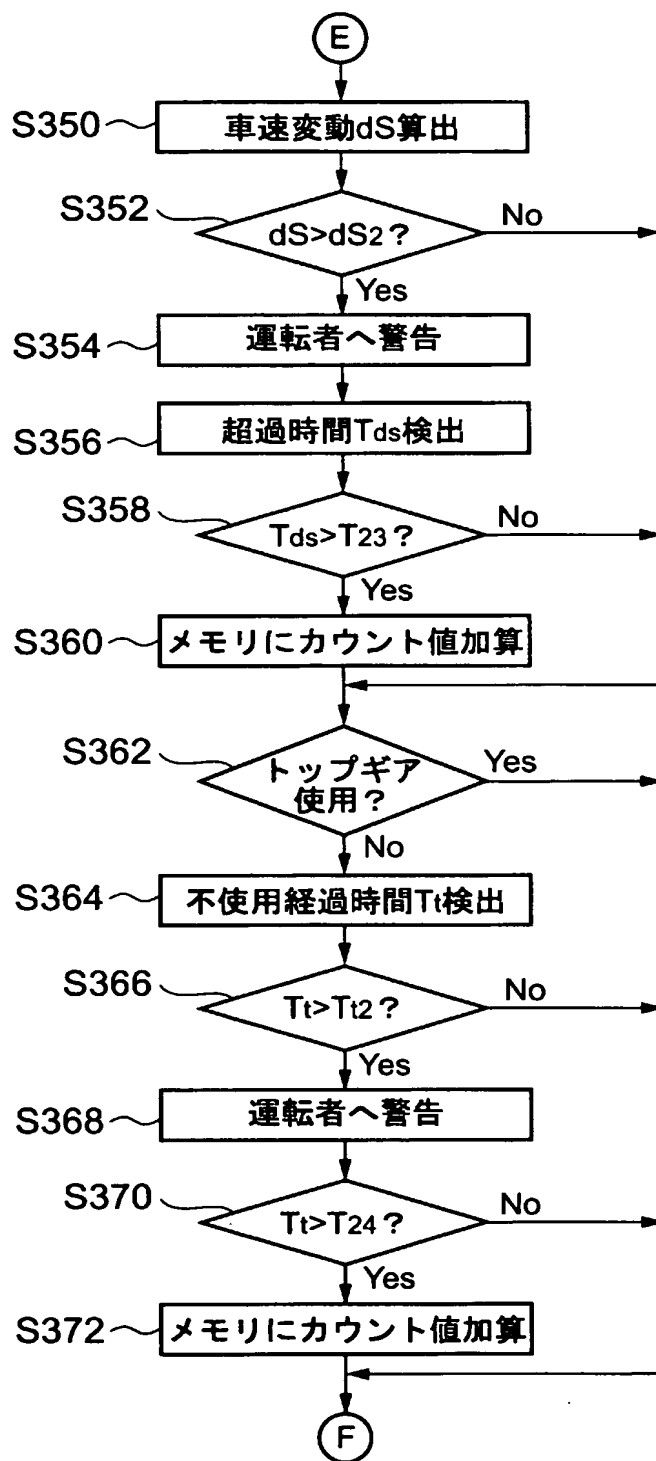 E
S350
車速変動dS算出
S352
dS>dS2?
No
Yes
S354
運転者へ警告
S356
超過時間Tds検出
S358
Tds>T23?
No
Yes
S360
メモリにカウント値加算
S362
トップギア
使用?
Yes
No
S364
不使用経過時間Tt検出
S366
Tt>Tt2?
No
Yes
S368
運転者へ警告
S370
Tt>T24?
No
Yes
S372
メモリにカウント値加算
F